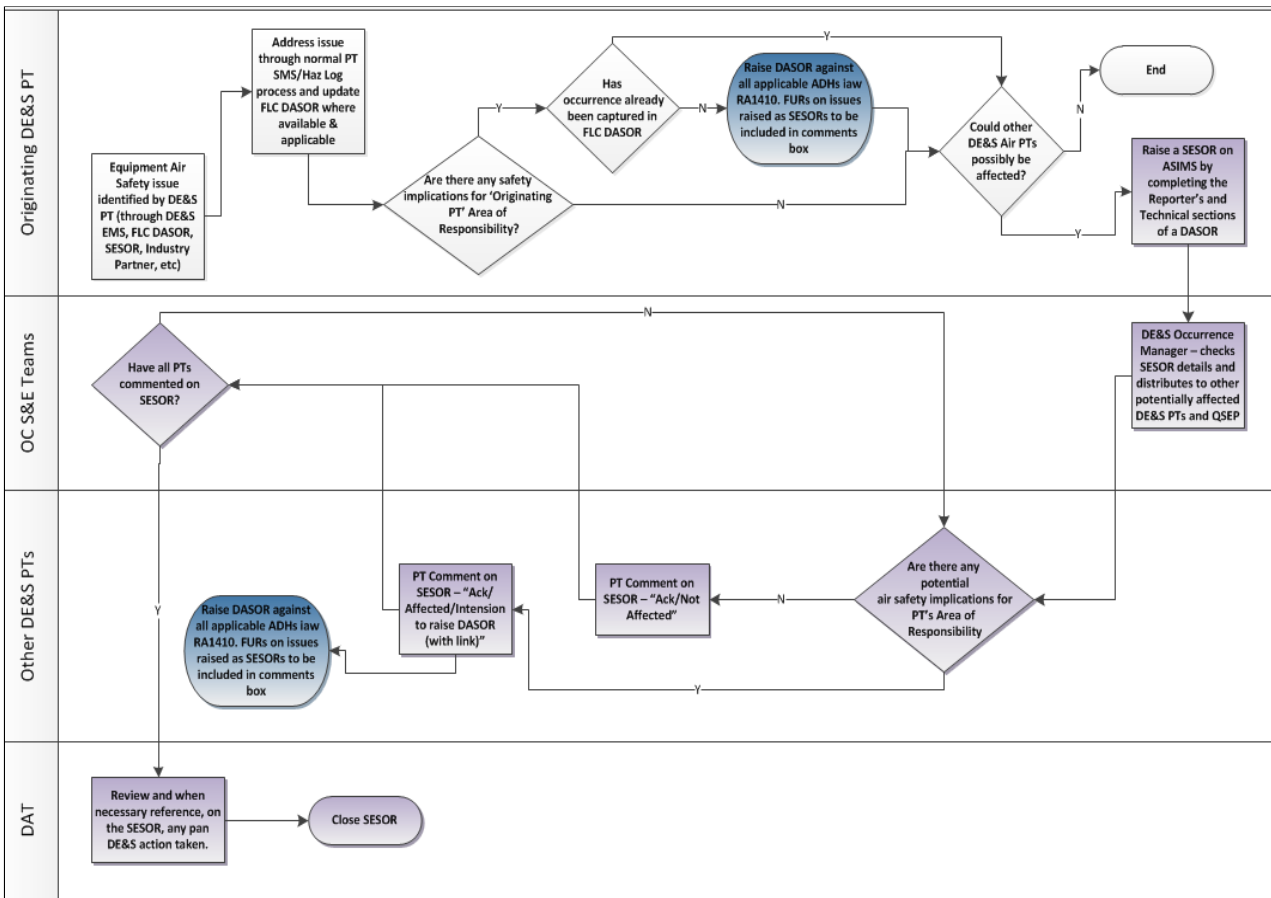 Originating DE&S PT
Equipment Air
Safety issue
identified by DE&S
PT (through DE&S
EMS, FLC DASOR,
SESOR, Industry
Partner, etc)
Address issue
through normal PT
SMS/Haz Log
process and update
FLC DASOR where
available &
applicable
Are there any safety
implications for ‘Originating
PT’ Area of
Responsibility?
Y
N
Has
occurrence already
been captured in
FLC DASOR
Y
N
Raise DASOR against
all applicable ADHs iaw
RA1410. FURs on issues
raised as SESORs to be
included in comments
box
Could other
DE&S Air PTs
possibly be
affected?
N
Y
End
Raise a SESOR on
ASIMS by
completing the
Reporter’s and
Technical sections
of a DASOR
OC S&E Teams
Have all PTs
commented on
SESOR?
N
Y
DE&S Occurrence
Manager – checks
SESOR details and
distributes to other
potentially affected
DE&S PTs and QSEP
Other DE&S PTs
Raise DASOR against
all applicable ADHs iaw
RA1410. FURs on issues
raised as SESORs to be
included in comments
box
PT Comment on
SESOR – “Ack/
Affected/Intension
to raise DASOR
(with link)”
PT Comment on
SESOR – “Ack/Not
Affected”
N
Y
Are there any
potential
air safety implications for
PT’s Area of
Responsibility
DAT
Review and when
necessary reference, on
the SESOR, any pan
DE&S action taken.
Close SESOR